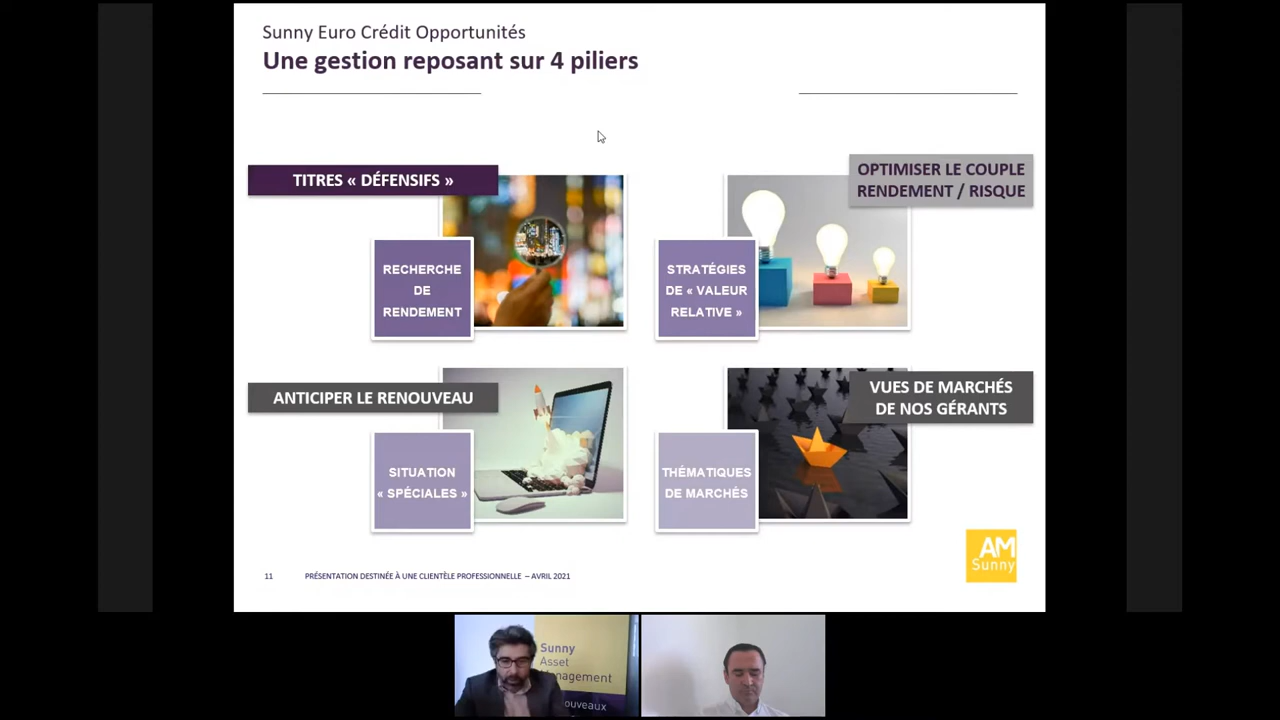 Sunny Euro Crédit Opportunités
Une gestion reposant sur 4 piliers
TITRES « DÉFENSIFS »
RECHERCHE
DE
RENDEMENT
OPTIMISER LE COUPLE
RENDEMENT / RISQUE
STRATÉGIES
DE « VALEUR
RELATIVE »
ANTICIPER LE RENOUVEAU
SITUATION
« SPÉCIALES »
VUES DE MARCHÉS
DE NOS GÉRANTS
THÉMATIQUES
DE MARCHÉS
AM
Sunny
11 PRÉSENTATION DESTINÉE À UNE CLIENTÈLE PROFESSIONNELLE – AVRIL 2021
Sunny
Asset